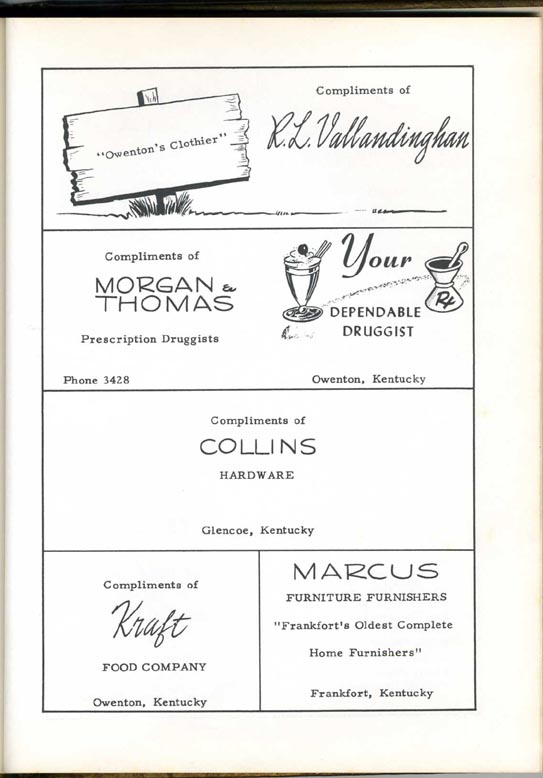 "Owenton's Clothier"
Compliments of
R.L. Vallandinghan
Compliments of
MORGAN &
THOMAS
Prescription Druggists
Phone 3428
Your
DEPENDABLE
DRUGGIST
Rx
Owenton, Kentucky
Compliments of
COLLINS
HARDWARE
Glencoe, Kentucky
Compliments of
Kraft
FOOD COMPANY
Owenton, Kentucky
MARCUS
FURNITURE FURNISHERS
"Frankfort's Oldest Complete
Home Furnishers"
Frankfort, Kentucky